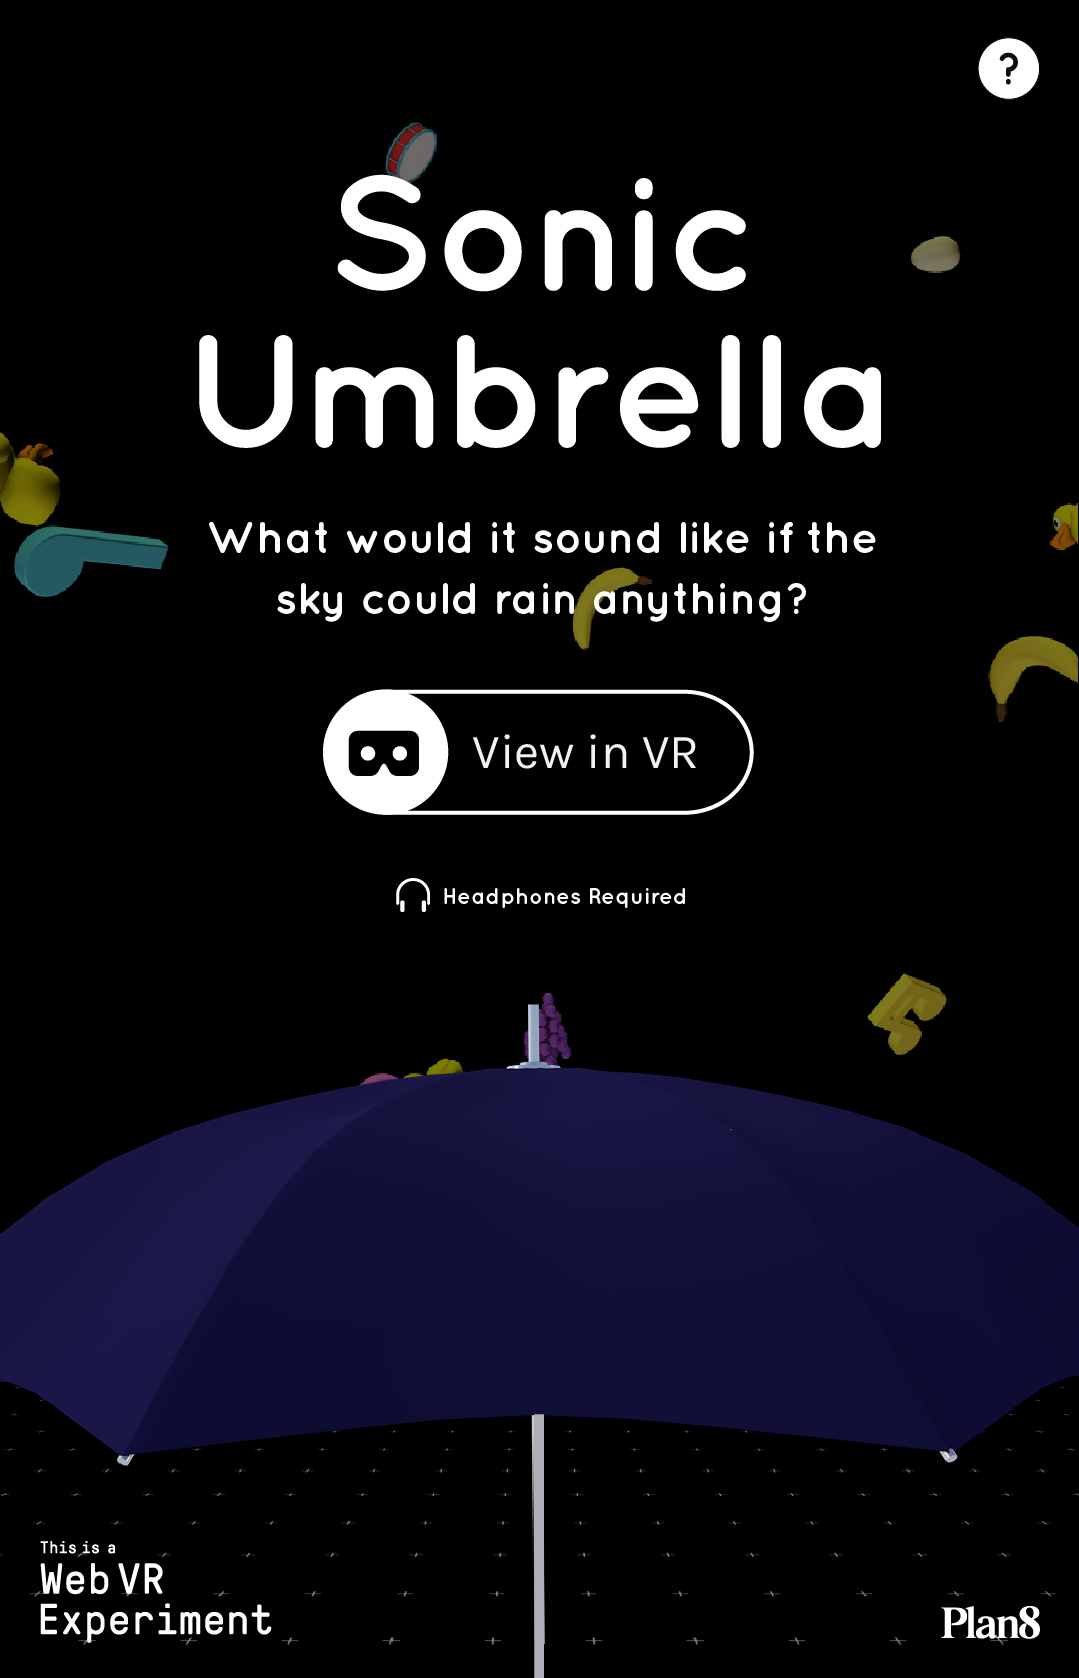 ?
Sonic
Umbrella
What would it sound like if the
sky could rain anything?
View in VR
Headphones Required
This is a
Web VR
Experiment
Plan8